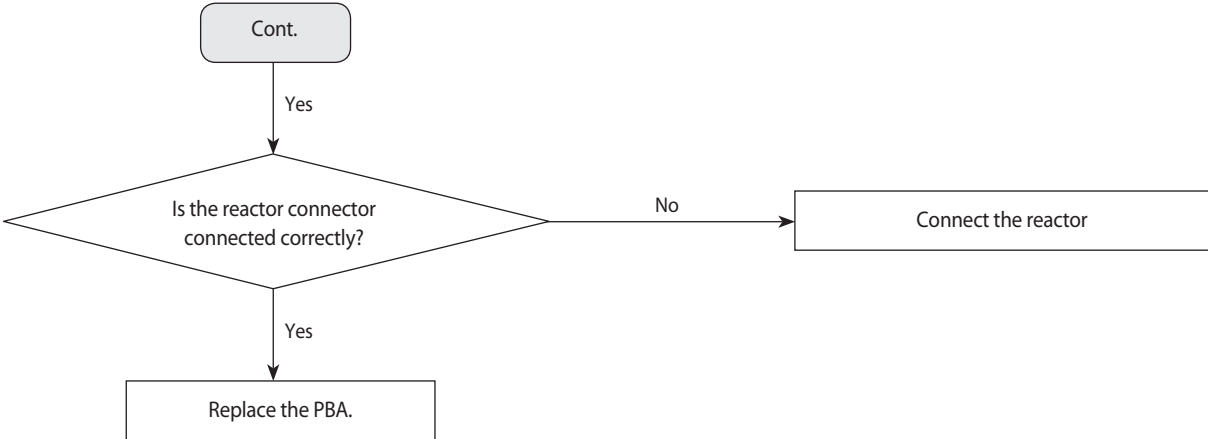 Cont.
Yes
Is the reactor connector
connected correctly?
No
Connect the reactor
Yes
Replace the PBA.